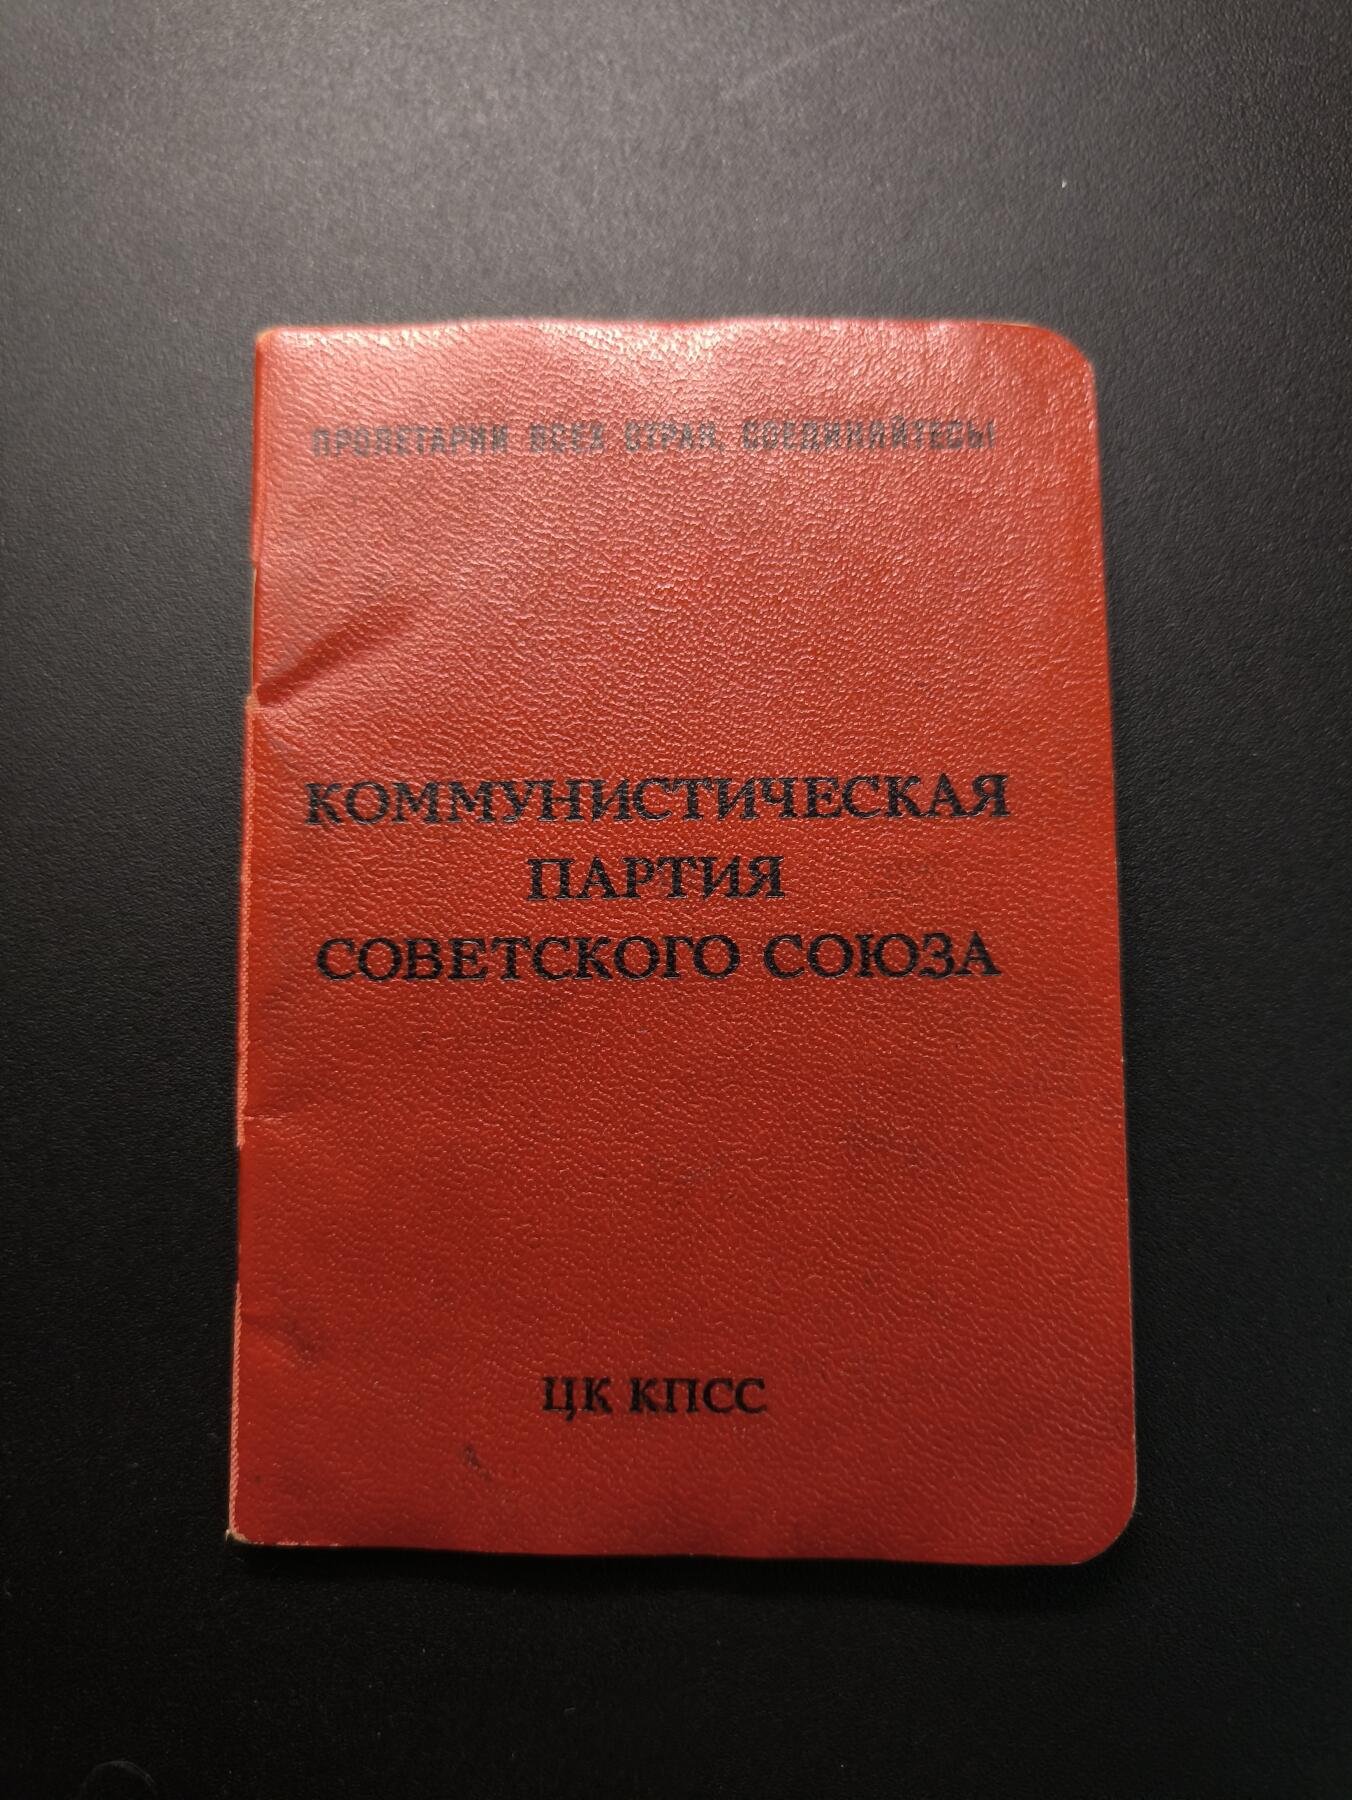 ПРОЛЕТАРИИ ВСЕХ СТРАН, СОЕДИНЯЙТЕСЬ!
КОММУНИСТИЧЕСКАЯ
ПАРТИЯ
СОВЕТСКОГО СОЮЗА
ЦК КПСС